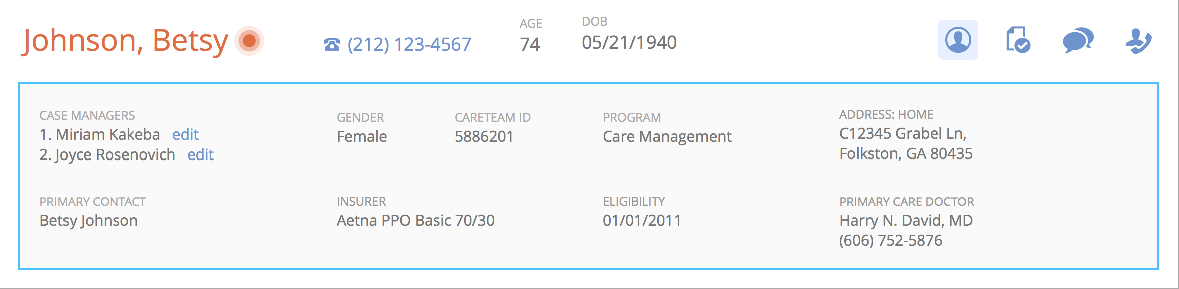 Johnson, Betsy
(212) 123-4567
AGE
74
DOB
05/21/1940
CASE MANAGERS
1. Miriam Kakeba edit
2. Joyce Rosenovich edit
GENDER
Female
CARETEAM ID
5886201
PROGRAM
Care Management
ADDRESS: HOME
C12345 Grabel Ln,
Folkston, GA 80435
PRIMARY CONTACT
Betsy Johnson
INSURER
Aetna PPO Basic 70/30
ELIGIBILITY
01/01/2011
PRIMARY CARE DOCTOR
Harry N. David, MD
(606) 752-5876